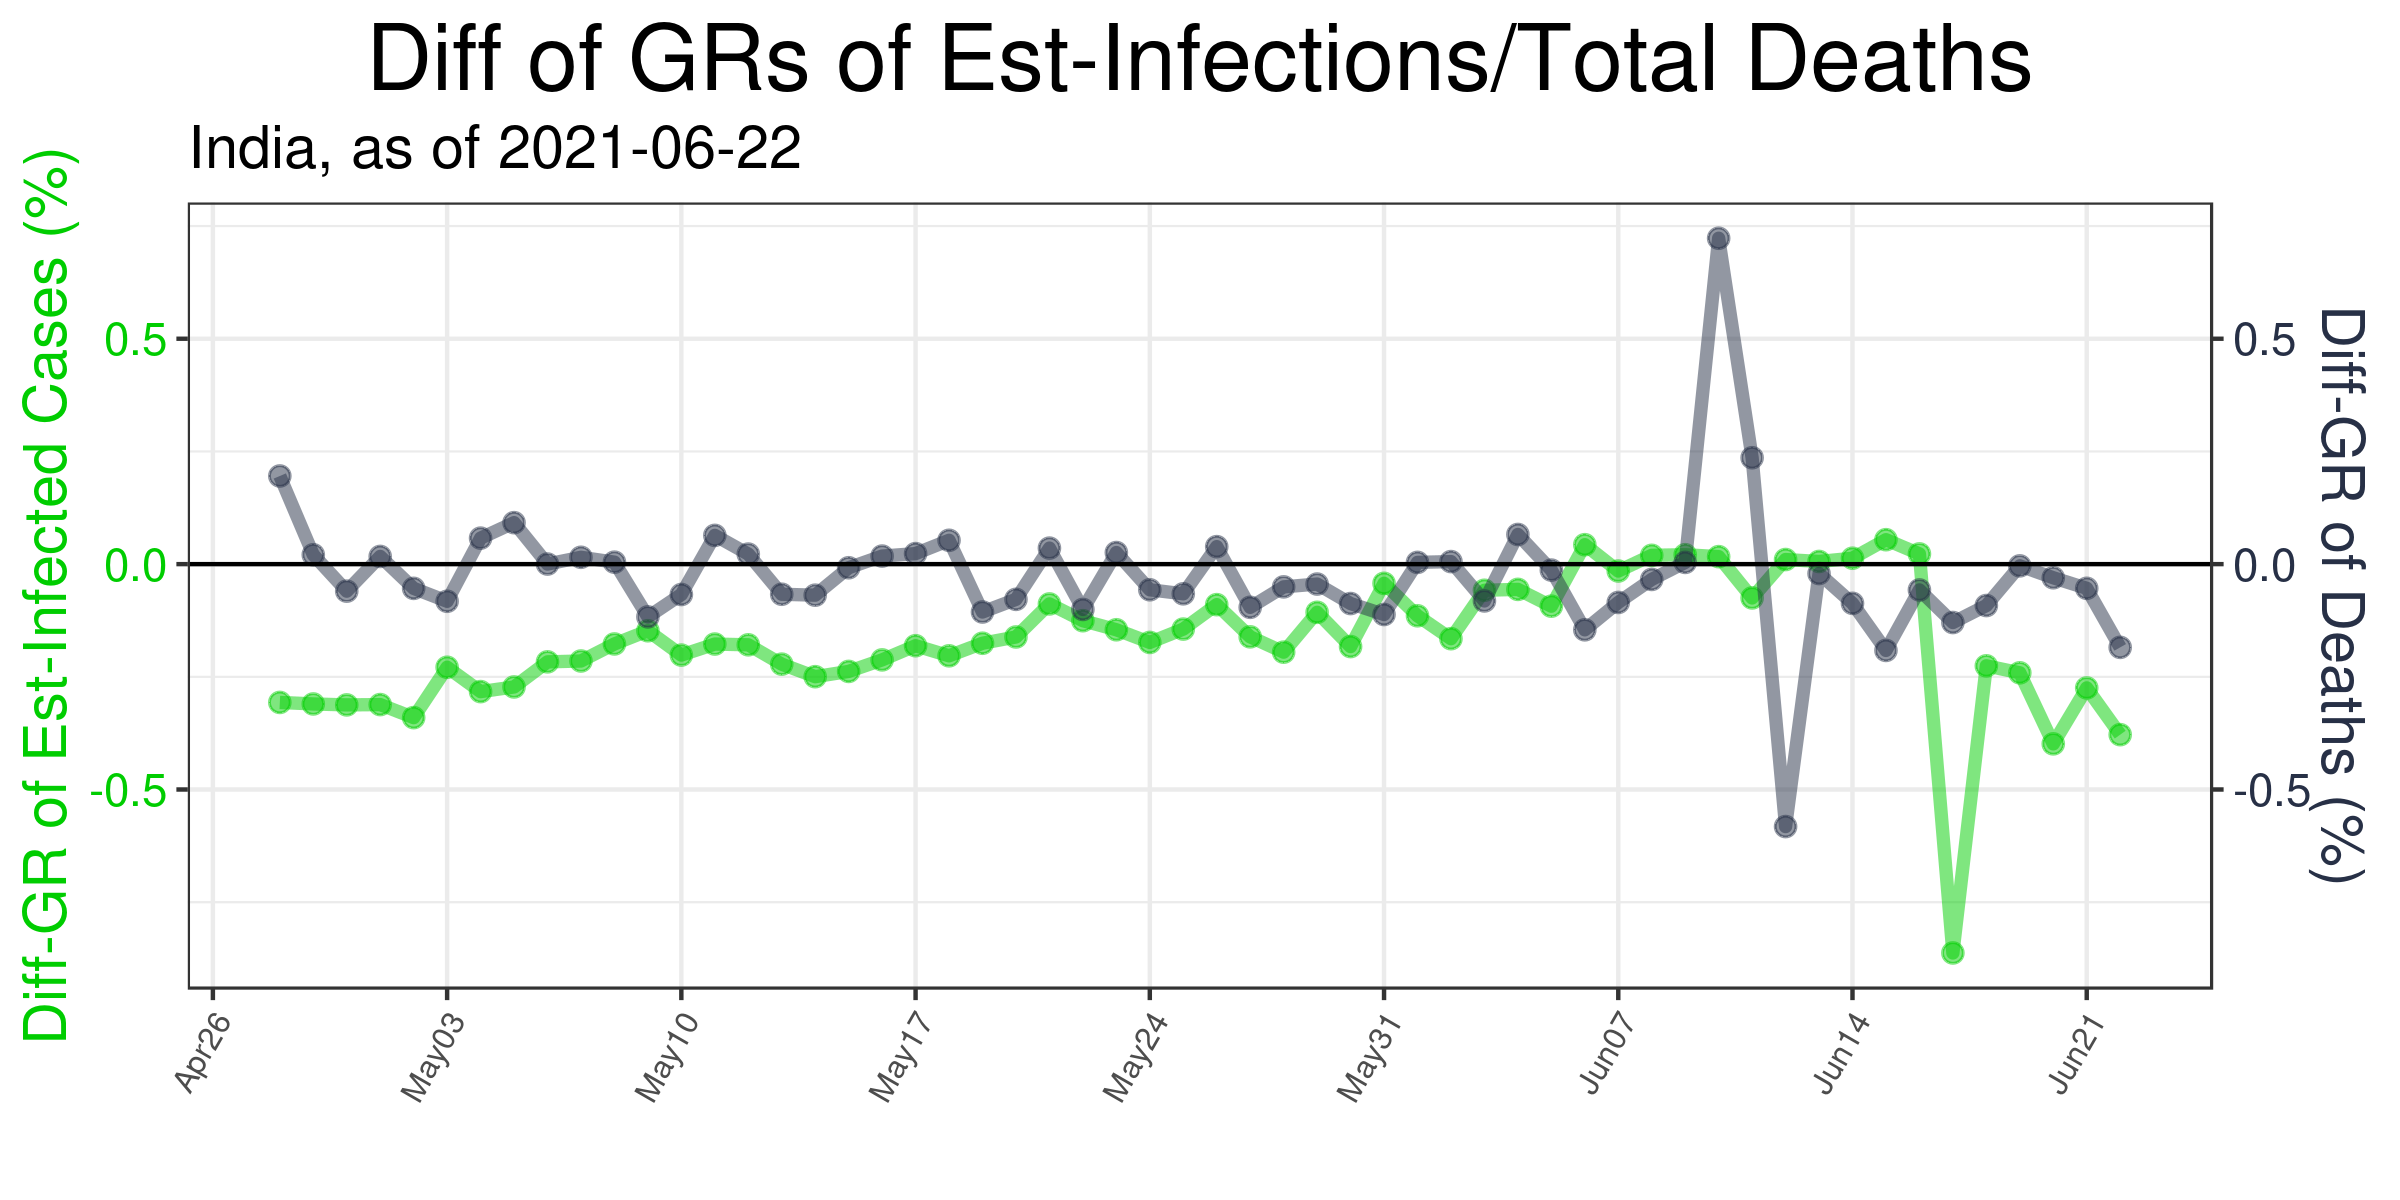 Diff of GRs of Est-Infections/Total Deaths
India, as of 2021-06-22
Diff-GR of Est-Infected Cases (%)
0.5
0.0
-0.5
0.5
0.0
-0.5
Diff-GR of Deaths (%)
Apr26
May03
May10
May17
May24
May31
Jun07
Jun14
Jun21